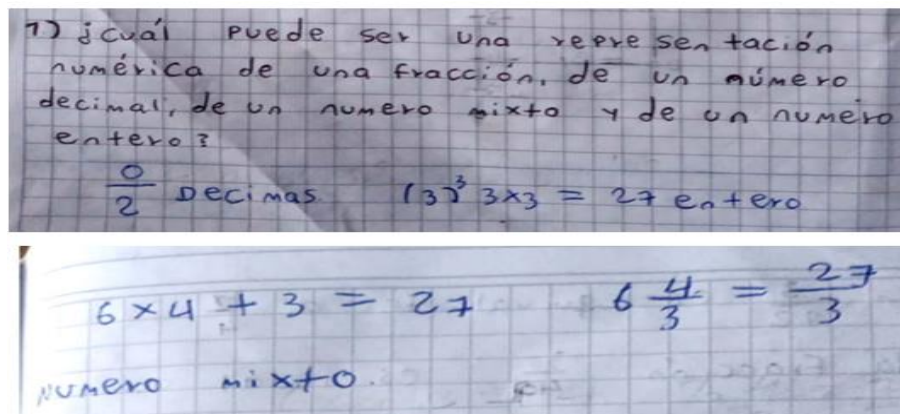 1) ¿cuál puede ser una representación
numérica de una fracción, de un número
decimal, de un numero mixto y de un numero
entero?
0/2 Decimas (3)³ 3x3 = 27 entero
6x4 + 3 = 27 6 4/3 = 27/3
Numero mixto.